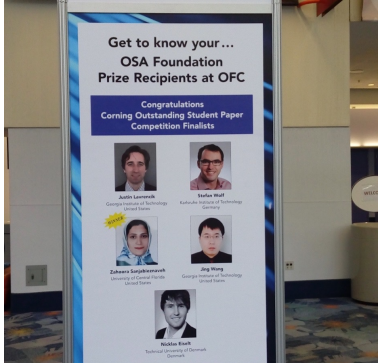 Get to know your...
OSA Foundation
Prize Recipients at OFC
Congratulations
Corning Outstanding Student Paper
Competition Finalists
Justin Lavrencik
Georgia Institute of Technology
United States
Stefan Wolf
Karlsruhe Institute of Technology
Germany
WINNER
Zahoora Sanjabieznaveh
University of Central Florida
United States
Jing Wang
Georgia Institute of Technology
United States
Nicklas Eiselt
Technical University of Denmark
Denmark